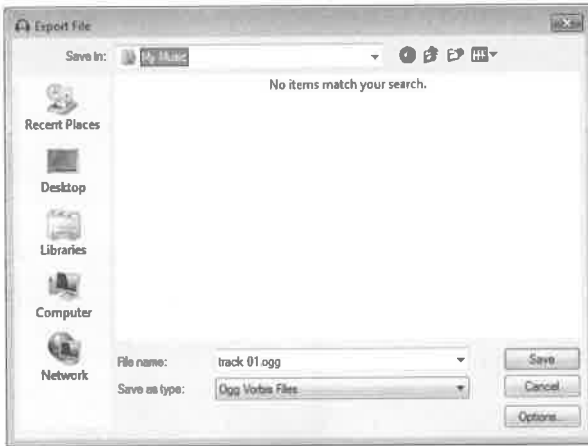 Export File
Save in:
My Music
No items match your search.
Recent Places
Desktop
Libraries
Computer
Network
File name:
track 01.ogg
Save as type:
Ogg Vorbis Files
Save
Cancel
Options...